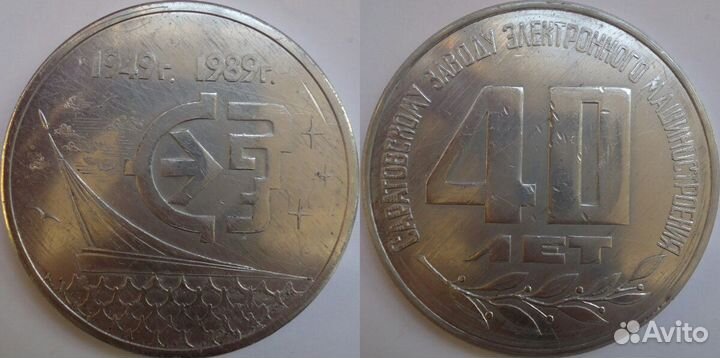 1949г. 1989г.
САРАТОВСКОМУ ЗАВОДУ ЭЛЕКТРОННОГО МАШИНОСТРОЕНИЯ
40
ЛЕТ
Avito